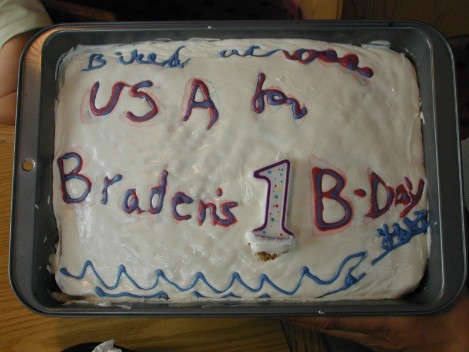 Biked across
USA for
Braden's 1 B-Day